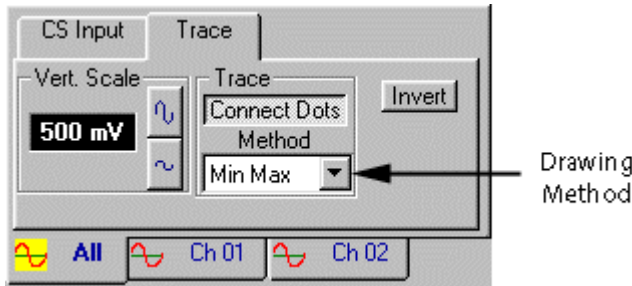 CS Input Trace
Vert. Scale Trace
Connect Dots Invert
500 mV
Method
Min Max
Drawing
Method
All Ch 01 Ch 02